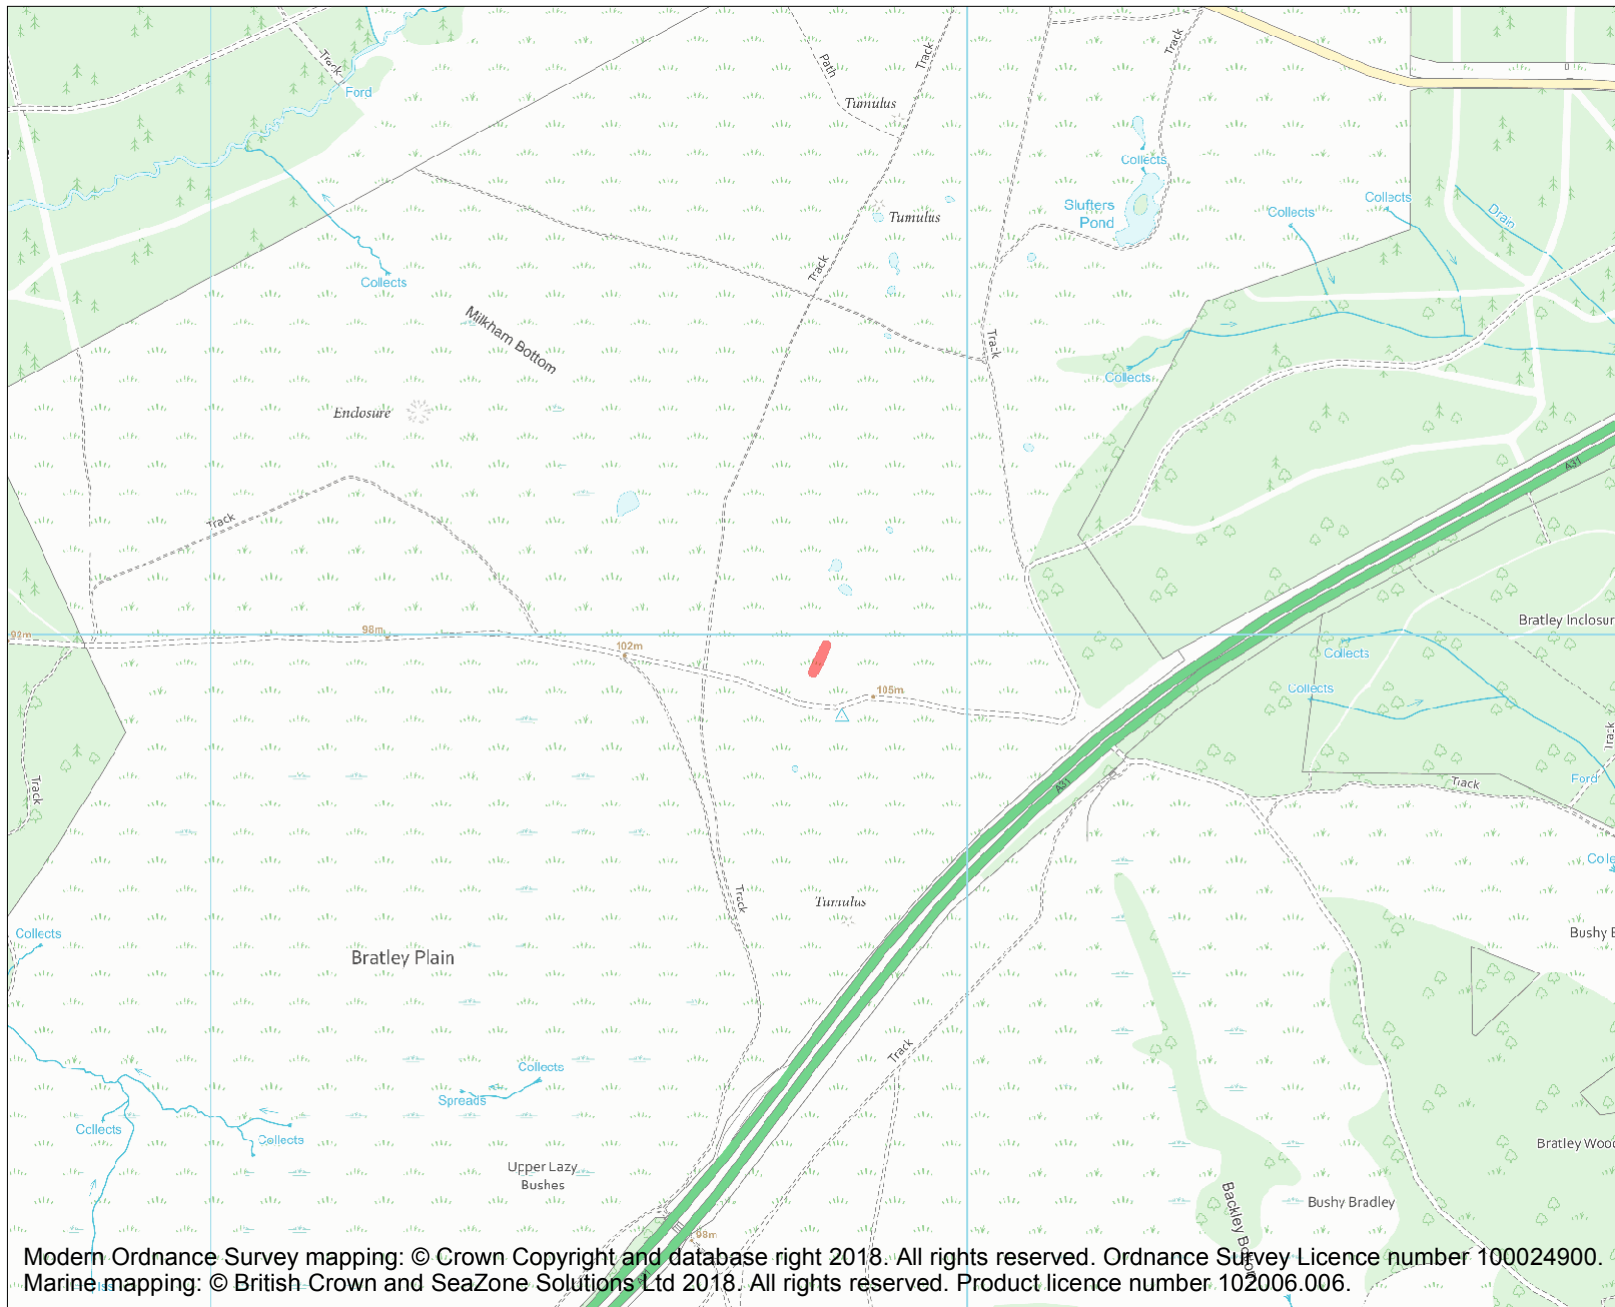 Track
Ford
Path
Track
Track
Tumulus
Collects
Slufters
Pond
Collects
Collects
Drain
Tumulus
Track
Collects
Milkham Bottom
Track
Collects
Enclosure
A31
Track
Bratley Inclosur
98m
98m
102m
Collects
105m
Collects
Track
Track
A31
Track
Ford
Track
Tumulus
Collects
Bushy B
Bratley Plain
Track
Collects
Spreads
Collects
Collects
Bratley Wood
Upper Lazy
Bushes
Bushy Bradley
Backley Bottom
98m
Modern Ordnance Survey mapping: © Crown Copyright and database right 2018. All rights reserved. Ordnance Survey Licence number 100024900.
Marine mapping: © British Crown and SeaZone Solutions Ltd 2018. All rights reserved. Product licence number 102006.006.